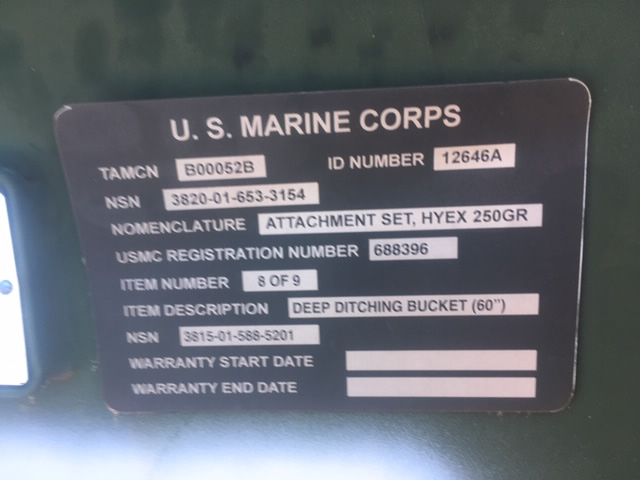 U. S. MARINE CORPS
TAMCN B00052B ID NUMBER 12646A
NSN 3820-01-653-3154
NOMENCLATURE ATTACHMENT SET, HYEX 250GR
USMC REGISTRATION NUMBER 688396
ITEM NUMBER 8 OF 9
ITEM DESCRIPTION DEEP DITCHING BUCKET (60")
NSN 3815-01-588-5201
WARRANTY START DATE
WARRANTY END DATE